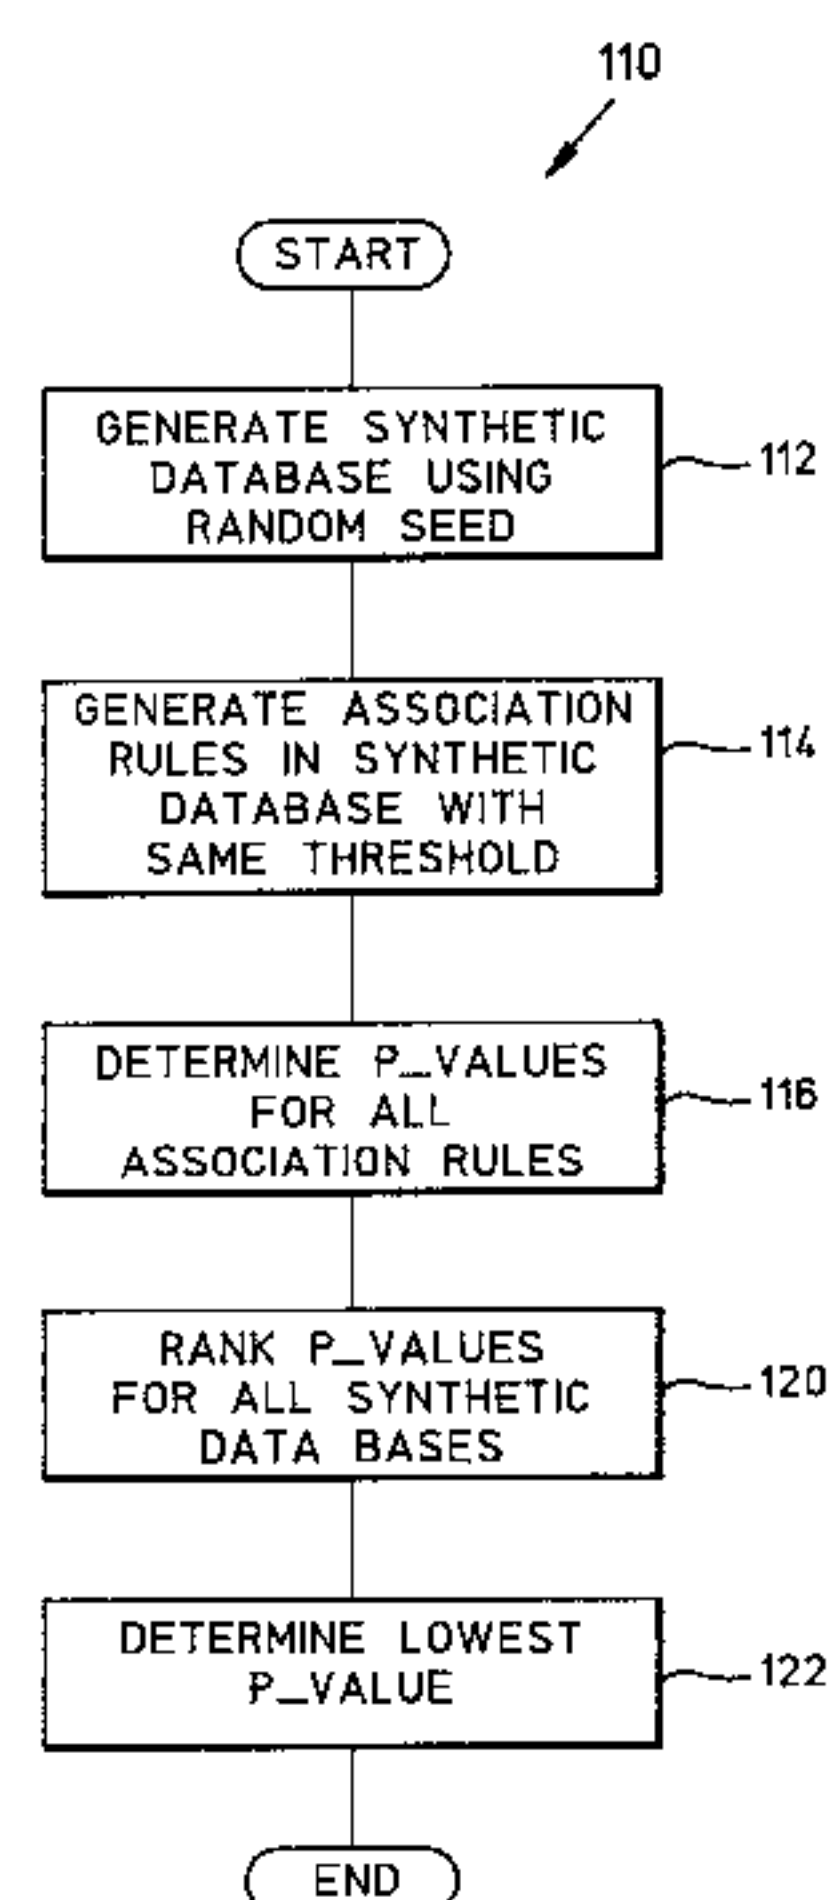 110
START
GENERATE SYNTHETIC
DATABASE USING
RANDOM SEED
112
GENERATE ASSOCIATION
RULES IN SYNTHETIC
DATABASE WITH
SAME THRESHOLD
114
DETERMINE P_VALUES
FOR ALL
ASSOCIATION RULES
116
RANK P_VALUES
FOR ALL SYNTHETIC
DATA BASES
120
DETERMINE LOWEST
P_VALUE
122
END